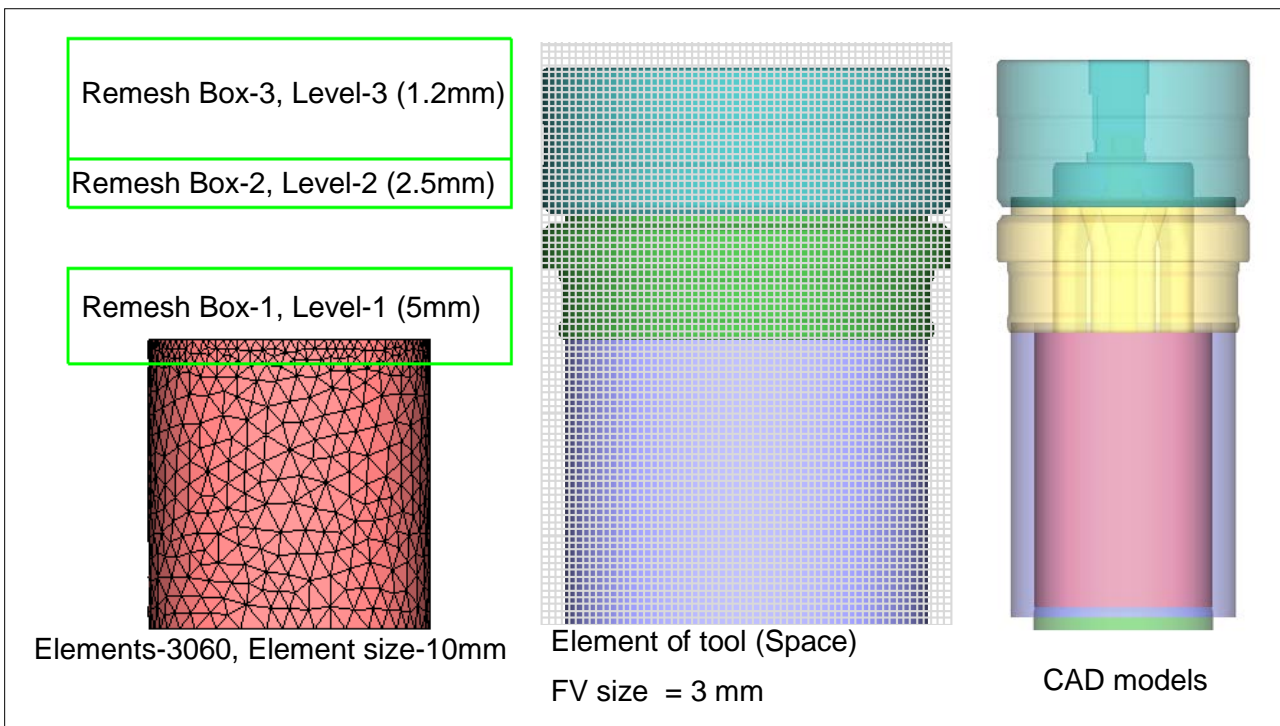 Remesh Box-3, Level-3 (1.2mm)
Remesh Box-2, Level-2 (2.5mm)
Remesh Box-1, Level-1 (5mm)
Elements-3060, Element size-10mm
Element of tool (Space)
FV size  = 3 mm
CAD models